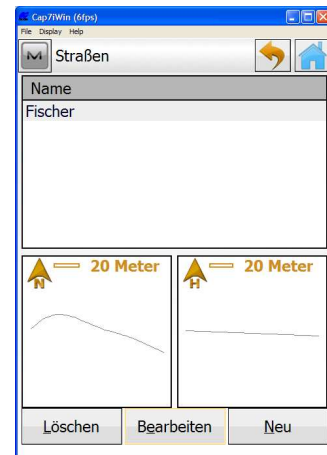 Cap7iWin (6fps)
File Display Help
M Straßen
Name
Fischer
20 Meter 20 Meter
N H
Löschen Bearbeiten Neu